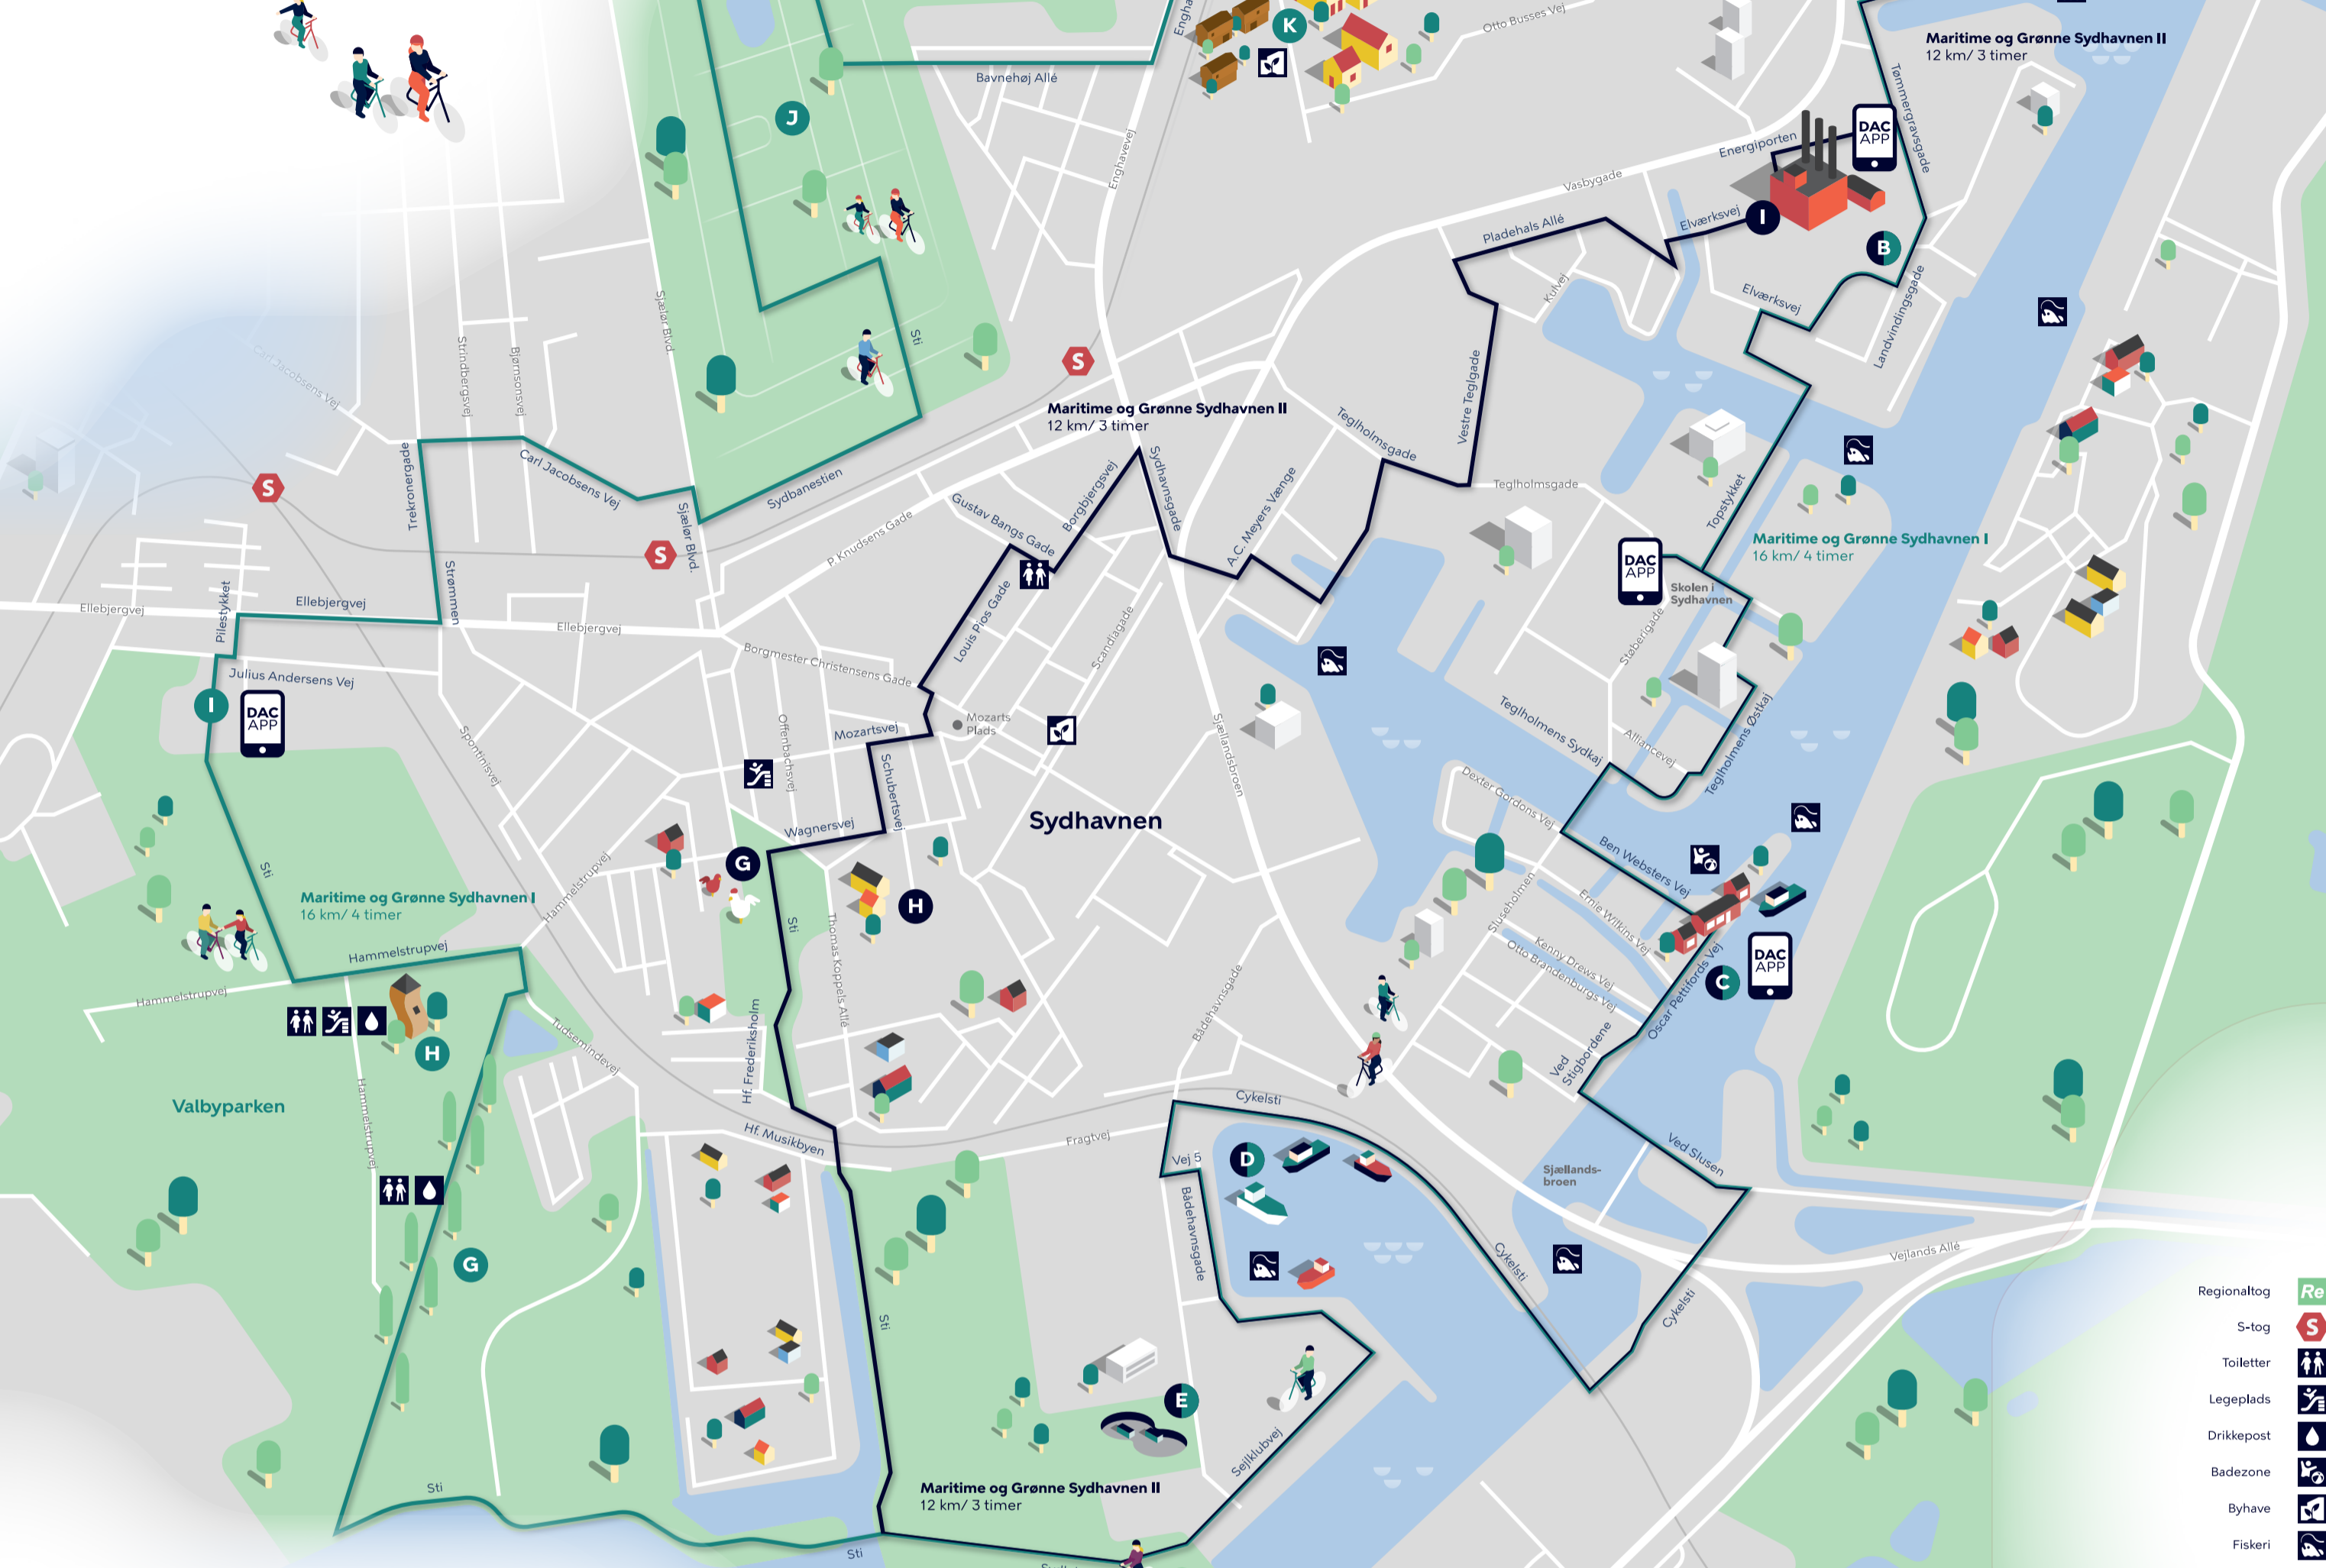 Maritime og Grønne Sydhavnen II
12 km/ 3 timer
K
Otto Busses Vej
Bavnehøj Allé
J
Enghavevej
Tømmergravsgade
DAC
APP
Energiporten
Vasbygade
Elværksvej
I
B
Pladehals Allé
Kulvej
Elværksvej
Landvindingsgade
Sjælør Blvd.
Sti
S
Carl Jacobsens Vej
Strindbergsvej
Bjørnsonsvej
Maritime og Grønne Sydhavnen II
12 km/ 3 timer
Vestre Teglgade
Teglholmsgade
Trekronergade
Carl Jacobsens Vej
Sydbanestien
Sydhavnsgade
Borgbjergsvej
Gustav Bangs Gade
A.C. Meyers Vænge
Teglholmsgade
Topstykket
S
Sjælør Blvd.
P. Knudsens Gade
Maritime og Grønne Sydhavnen I
16 km/ 4 timer
S
DAC
APP
Skolen i
Sydhavnen
Ellebjergvej
Pilestykket
Ellebjergvej
Strømmen
Ellebjergvej
Louis Pios Gade
Scandiagade
Støberigade
Borgmester Christensens Gade
Julius Andersens Vej
I
DAC
APP
Spontinisvej
Offenbachsvej
Mozartsvej
Mozarts
Plads
Sjællandsbroen
Teglholmens Sydkaj
Alliancevej
Teglholmens Østkaj
Schubertsvej
Wagnersvej
Sydhavnen
Dexter Gordons Vej
Ben Websters Vej
G
H
Sti
Hammelstrupvej
Maritime og Grønne Sydhavnen I
16 km/ 4 timer
Sti
Thomas Koppels Allé
Sluseholmen
Ernie Wilkins Vej
Kenny Drews Vej
Otto Brandenburgs Vej
Oscar Pettifords Vej
C
DAC
APP
Hammelstrupvej
Hammelstrupvej
Bådehavnsgade
H
Tudsemindevej
Hf. Frederiksholm
Ved
Stigbordene
Valbyparken
Hammelstrupvej
Cykelsti
Hf. Musikbyen
Fragtvej
Vej 5
D
Sjællands-
broen
Ved Slusen
G
Bådehavnsgade
Cykelsti
Cykelsti
Vejlands Allé
Sti
E
Sejlklubvej
Maritime og Grønne Sydhavnen II
12 km/ 3 timer
Sti
Sti
Regionaltog
Re
S-tog
S
Toiletter
Legeplads
Drikkepost
Badezone
Byhave
Fiskeri